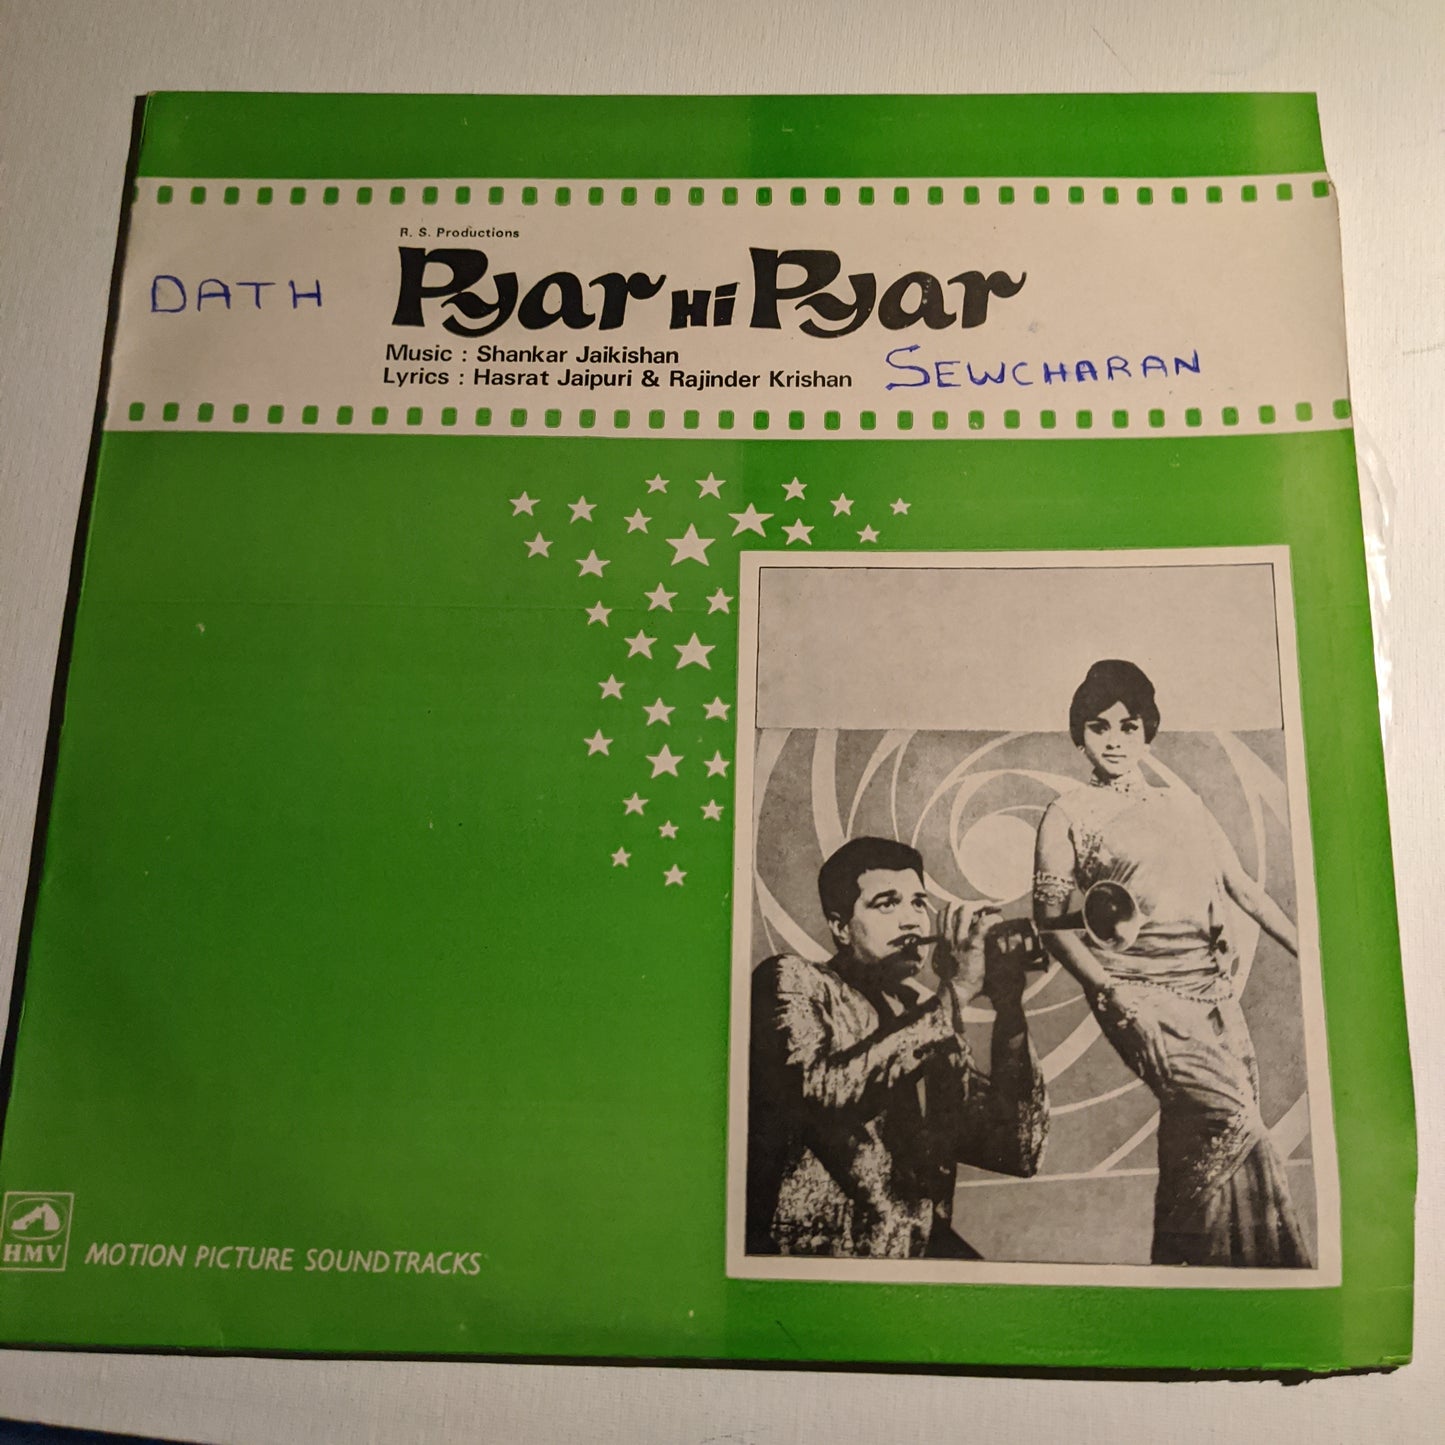 R. S. Productions
DATH
Pyar Hi Pyar
Music : Shankar Jaikishan
Lyrics : Hasrat Jaipuri & Rajinder Krishan
SEWCHARAN
HMV
MOTION PICTURE SOUNDTRACKS